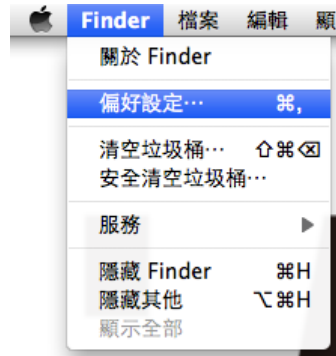 Finder 檔案 編輯
關於 Finder
偏好設定⋯ ⌘,
清空垃圾桶⋯ ⇧⌘⌫
安全清空垃圾桶⋯
服務 ▶
隱藏 Finder ⌘H
隱藏其他 ⌥⌘H
顯示全部